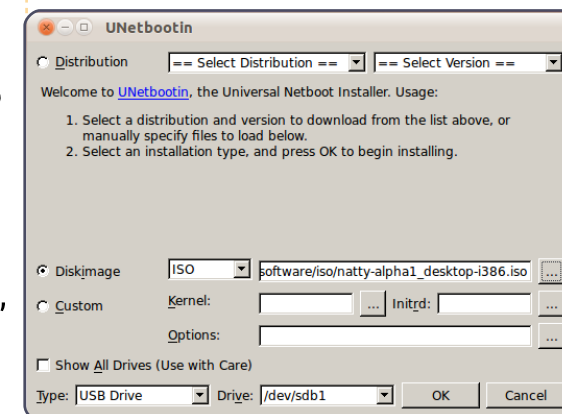 UNetbootin
Distribution == Select Distribution == == Select Version ==
Welcome to UNetbootin, the Universal Netboot Installer. Usage:
1. Select a distribution and version to download from the list above, or
manually specify files to load below.
2. Select an installation type, and press OK to begin installing.
Diskimage ISO software/iso/natty-alpha1_desktop-i386.iso ...
Custom Kernel: ... Initrd: ...
Options: ...
Show All Drives (Use with Care)
Type: USB Drive Drive: /dev/sdb1 OK Cancel